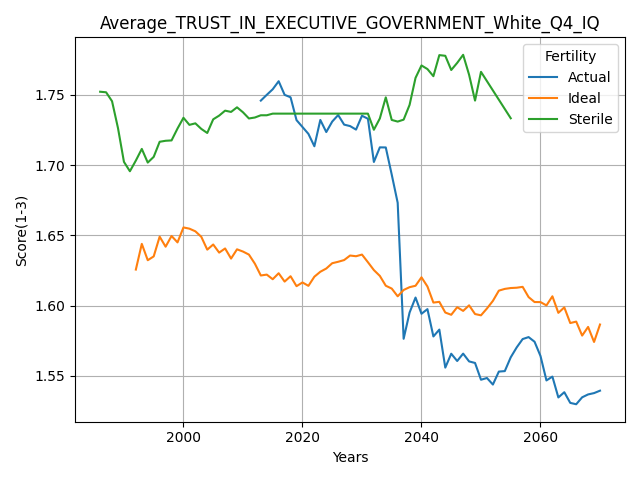 Average_TRUST_IN_EXECUTIVE_GOVERNMENT_White_Q4_IQ
Fertility
Actual
Ideal
Sterile
Score(1-3)
1.75
1.70
1.65
1.60
1.55
2000
2020
2040
2060
Years